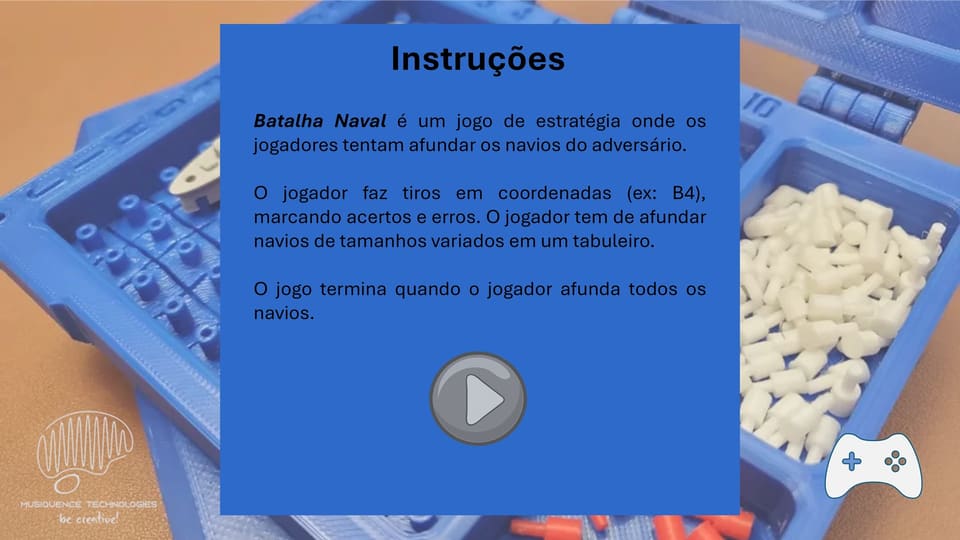 Instruções
Batalha Naval é um jogo de estratégia onde os
jogadores tentam afundar os navios do adversário.
O jogador faz tiros em coordenadas (ex: B4),
marcando acertos e erros. O jogador tem de afundar
navios de tamanhos variados em um tabuleiro.
O jogo termina quando o jogador afunda todos os
navios.
10
MUSIQUENCE TECHNOLOGIES
be creative!